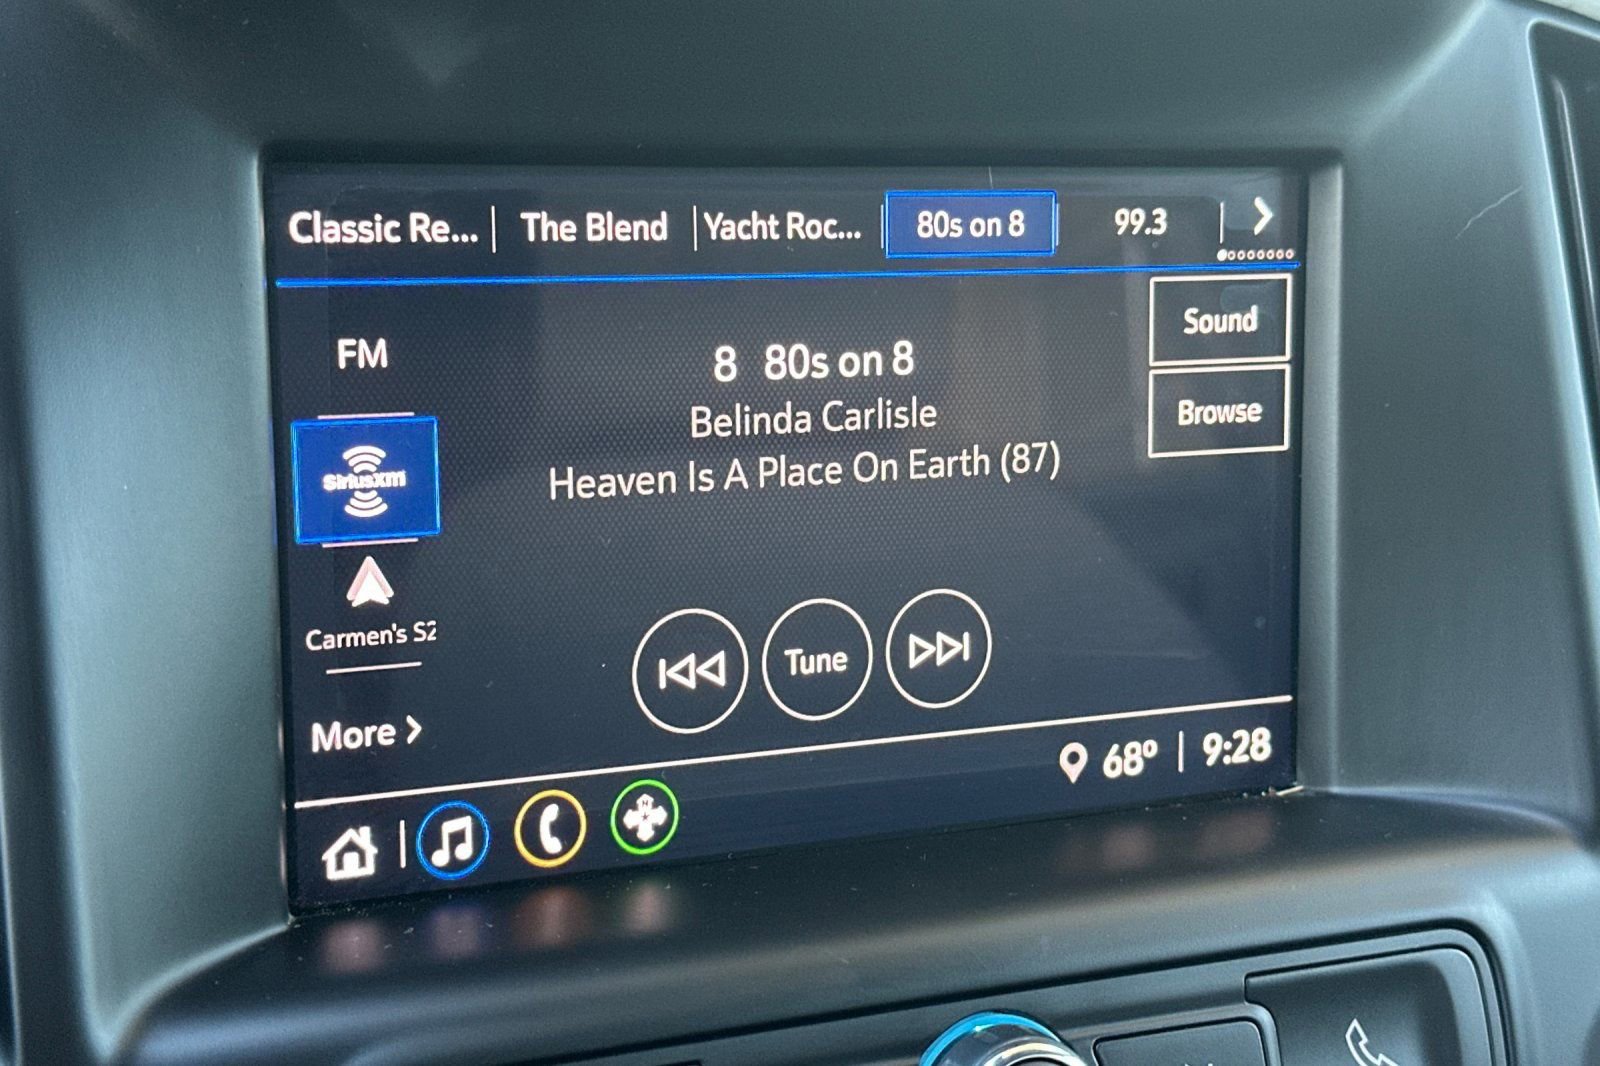 Classic Re... | The Blend | Yacht Roc... | 80s on 8 | 99.3 |
FM
8 80s on 8
Sound
Belinda Carlisle
Browse
Heaven Is A Place On Earth (87)
SiriusXM
Carmen's S2
Tune
More
68° | 9:28